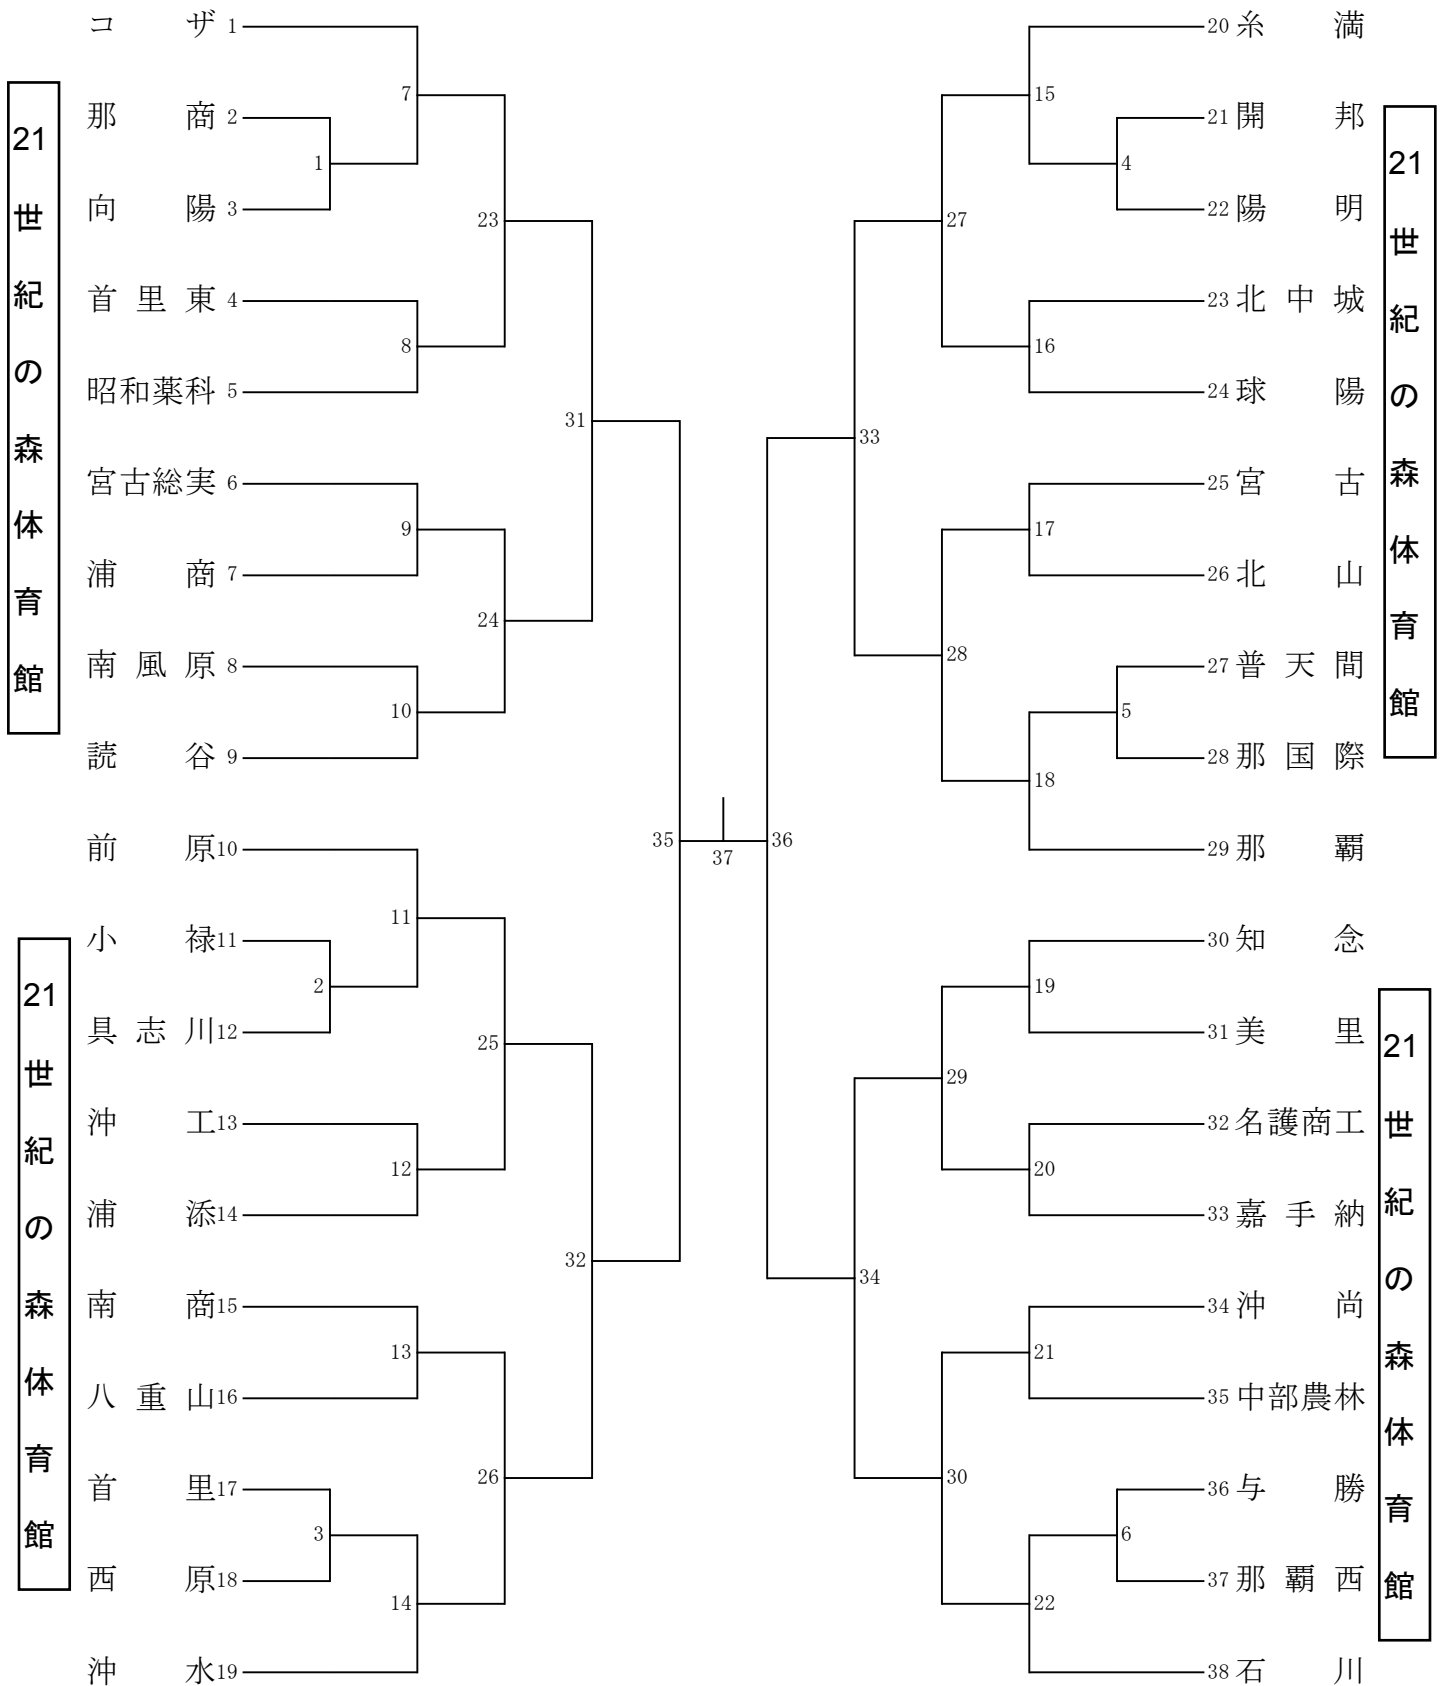 21世紀の森体育館
コザ 1
那商 2
向陽 3
首里東 4
昭和薬科 5
宮古総実 6
浦商 7
南風原 8
読谷 9
21世紀の森体育館
前原 10
小禄 11
具志川 12
沖工 13
浦添 14
南商 15
八重山 16
首里 17
西原 18
沖水 19
1
2
3
7
8
9
10
11
12
13
14
23
24
25
26
31
32
35
37
36
33
34
27
28
29
30
15
16
17
18
19
20
21
22
4
5
6
20 糸満
21 開邦
22 陽明
23 北中城
24 球陽
25 宮古
26 北山
27 普天間
28 那国際
29 那覇
21世紀の森体育館
30 知念
31 美里
32 名護商工
33 嘉手納
34 沖尚
35 中部農林
36 与勝
37 那覇西
38 石川
21世紀の森体育館